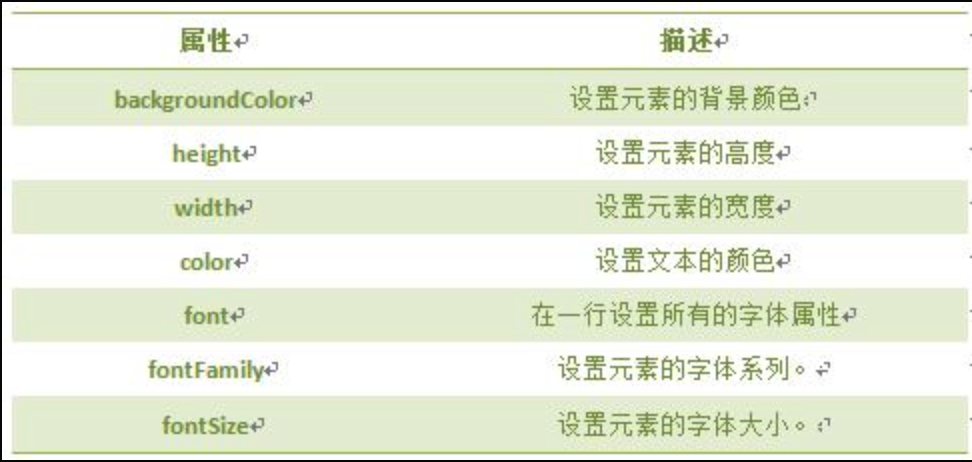 属性 描述
backgroundColor 设置元素的背景颜色
height 设置元素的高度
width 设置元素的宽度
color 设置文本的颜色
font 在一行设置所有的字体属性
fontFamily 设置元素的字体系列。
fontSize 设置元素的字体大小。